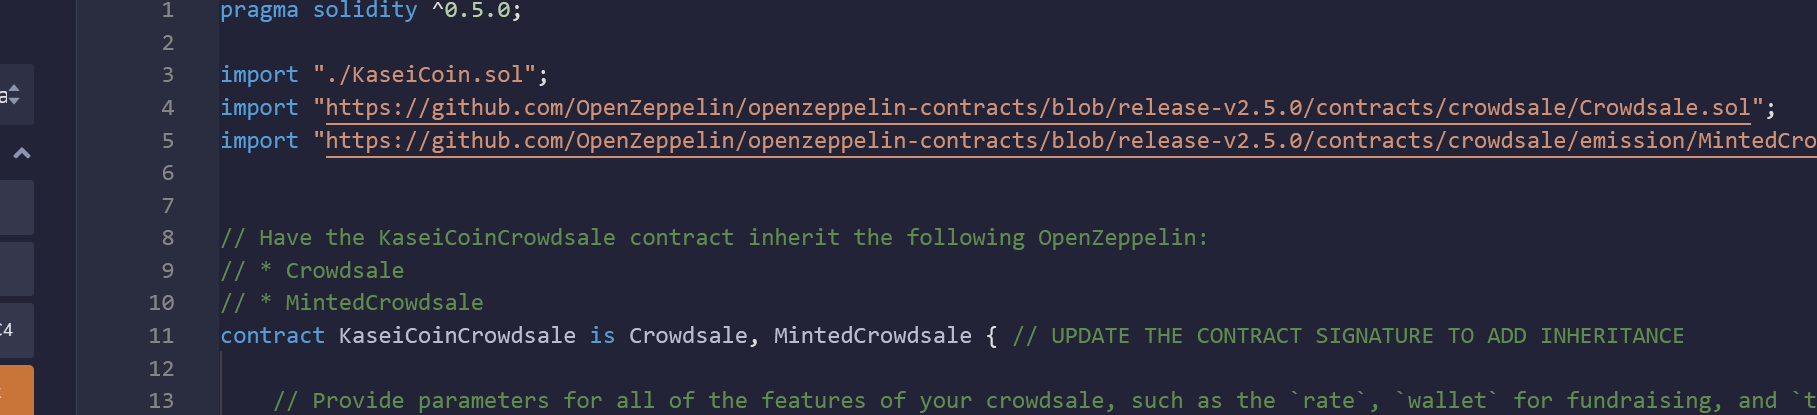 1 pragma solidity ^0.5.0;
2
3 import "./KaseiCoin.sol";
4 import "https://github.com/OpenZeppelin/openzeppelin-contracts/blob/release-v2.5.0/contracts/crowdsale/Crowdsale.sol";
5 import "https://github.com/OpenZeppelin/openzeppelin-contracts/blob/release-v2.5.0/contracts/crowdsale/emission/MintedCro
6
7
8 // Have the KaseiCoinCrowdsale contract inherit the following OpenZeppelin:
9 // * Crowdsale
10 // * MintedCrowdsale
11 contract KaseiCoinCrowdsale is Crowdsale, MintedCrowdsale { // UPDATE THE CONTRACT SIGNATURE TO ADD INHERITANCE
12
13 // Provide parameters for all of the features of your crowdsale, such as the `rate`, `wallet` for fundraising, and `t